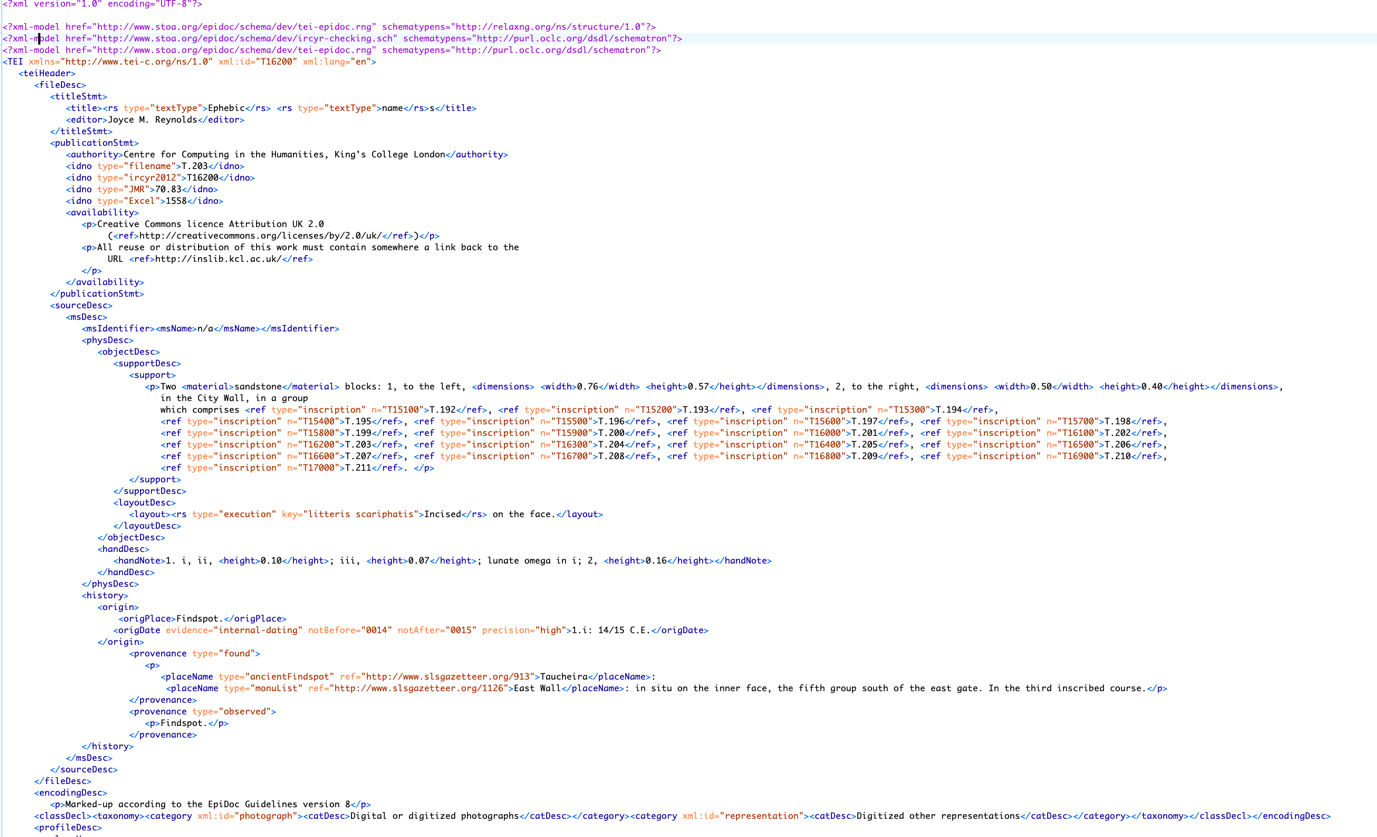 <?xml version="1.0" encoding="UTF-8"?>
<?xml-model href="http://www.stoa.org/epidoc/schema/dev/tei-epidoc.rng" schematypens="http://relaxng.org/ns/structure/1.0"?>
<?xml-model href="http://www.stoa.org/epidoc/schema/dev/ircyr-checking.sch" schematypens="http://purl.oclc.org/dsdl/schematron"?>
<?xml-model href="http://www.stoa.org/epidoc/schema/dev/tei-epidoc.rng" schematypens="http://purl.oclc.org/dsdl/schematron"?>
<TEI xmlns="http://www.tei-c.org/ns/1.0" xml:id="T16200" xml:lang="en">
<teiHeader>
<fileDesc>
<titleStmt>
<title><rs type="textType">Ephebic</rs> <rs type="textType">name</rs>s</title>
<editor>Joyce M. Reynolds</editor>
</titleStmt>
<publicationStmt>
<authority>Centre for Computing in the Humanities, King's College London</authority>
<idno type="filename">T.203</idno>
<idno type="ircyr2012">T16200</idno>
<idno type="JMR">70.83</idno>
<idno type="Excel">1558</idno>
<availability>
<p>Creative Commons licence Attribution UK 2.0
(<ref>http://creativecommons.org/licenses/by/2.0/uk/</ref>)</p>
<p>All reuse or distribution of this work must contain somewhere a link back to the
URL <ref>http://inslib.kcl.ac.uk/</ref>
</p>
</availability>
</publicationStmt>
<sourceDesc>
<msDesc>
<msIdentifier><msName>n/a</msName></msIdentifier>
<physDesc>
<objectDesc>
<supportDesc>
<support>
<p>Two <material>sandstone</material> blocks: 1, to the left, <dimensions> <width>0.76</width> <height>0.57</height></dimensions>, 2, to the right, <dimensions> <width>0.50</width> <height>0.40</height></dimensions>,
in the City Wall, in a group
which comprises <ref type="inscription" n="T15100">T.192</ref>, <ref type="inscription" n="T15200">T.193</ref>, <ref type="inscription" n="T15300">T.194</ref>,
<ref type="inscription" n="T15400">T.195</ref>, <ref type="inscription" n="T15500">T.196</ref>, <ref type="inscription" n="T15600">T.197</ref>, <ref type="inscription" n="T15700">T.198</ref>,
<ref type="inscription" n="T15800">T.199</ref>, <ref type="inscription" n="T15900">T.200</ref>, <ref type="inscription" n="T16000">T.201</ref>, <ref type="inscription" n="T16100">T.202</ref>,
<ref type="inscription" n="T16200">T.203</ref>, <ref type="inscription" n="T16300">T.204</ref>, <ref type="inscription" n="T16400">T.205</ref>, <ref type="inscription" n="T16500">T.206</ref>,
<ref type="inscription" n="T16600">T.207</ref>, <ref type="inscription" n="T16700">T.208</ref>, <ref type="inscription" n="T16800">T.209</ref>, <ref type="inscription" n="T16900">T.210</ref>,
<ref type="inscription" n="T17000">T.211</ref>. </p>
</support>
</supportDesc>
<layoutDesc>
<layout><rs type="execution" key="litteris scariphatis">Incised</rs> on the face.</layout>
</layoutDesc>
</objectDesc>
<handDesc>
<handNote>1. i, ii, <height>0.10</height>; iii, <height>0.07</height>; lunate omega in i; 2, <height>0.16</height></handNote>
</handDesc>
</physDesc>
<history>
<origin>
<origPlace>Findspot.</origPlace>
<origDate evidence="internal-dating" notBefore="0014" notAfter="0015" precision="high">1.i: 14/15 C.E.</origDate>
</origin>
<provenance type="found">
<p>
<placeName type="ancientFindspot" ref="http://www.slsgazetteer.org/913">Taucheira</placeName>:
<placeName type="monuList" ref="http://www.slsgazetteer.org/1126">East Wall</placeName>: in situ on the inner face, the fifth group south of the east gate. In the third inscribed course.</p>
</provenance>
<provenance type="observed">
<p>Findspot.</p>
</provenance>
</history>
</msDesc>
</sourceDesc>
</fileDesc>
<encodingDesc>
<p>Marked-up according to the EpiDoc Guidelines version 8</p>
<classDecl><taxonomy><category xml:id="photograph"><catDesc>Digital or digitized photographs</catDesc></category><category xml:id="representation"><catDesc>Digitized other representations</catDesc></category></taxonomy></classDecl></encodingDesc>
<profileDesc>